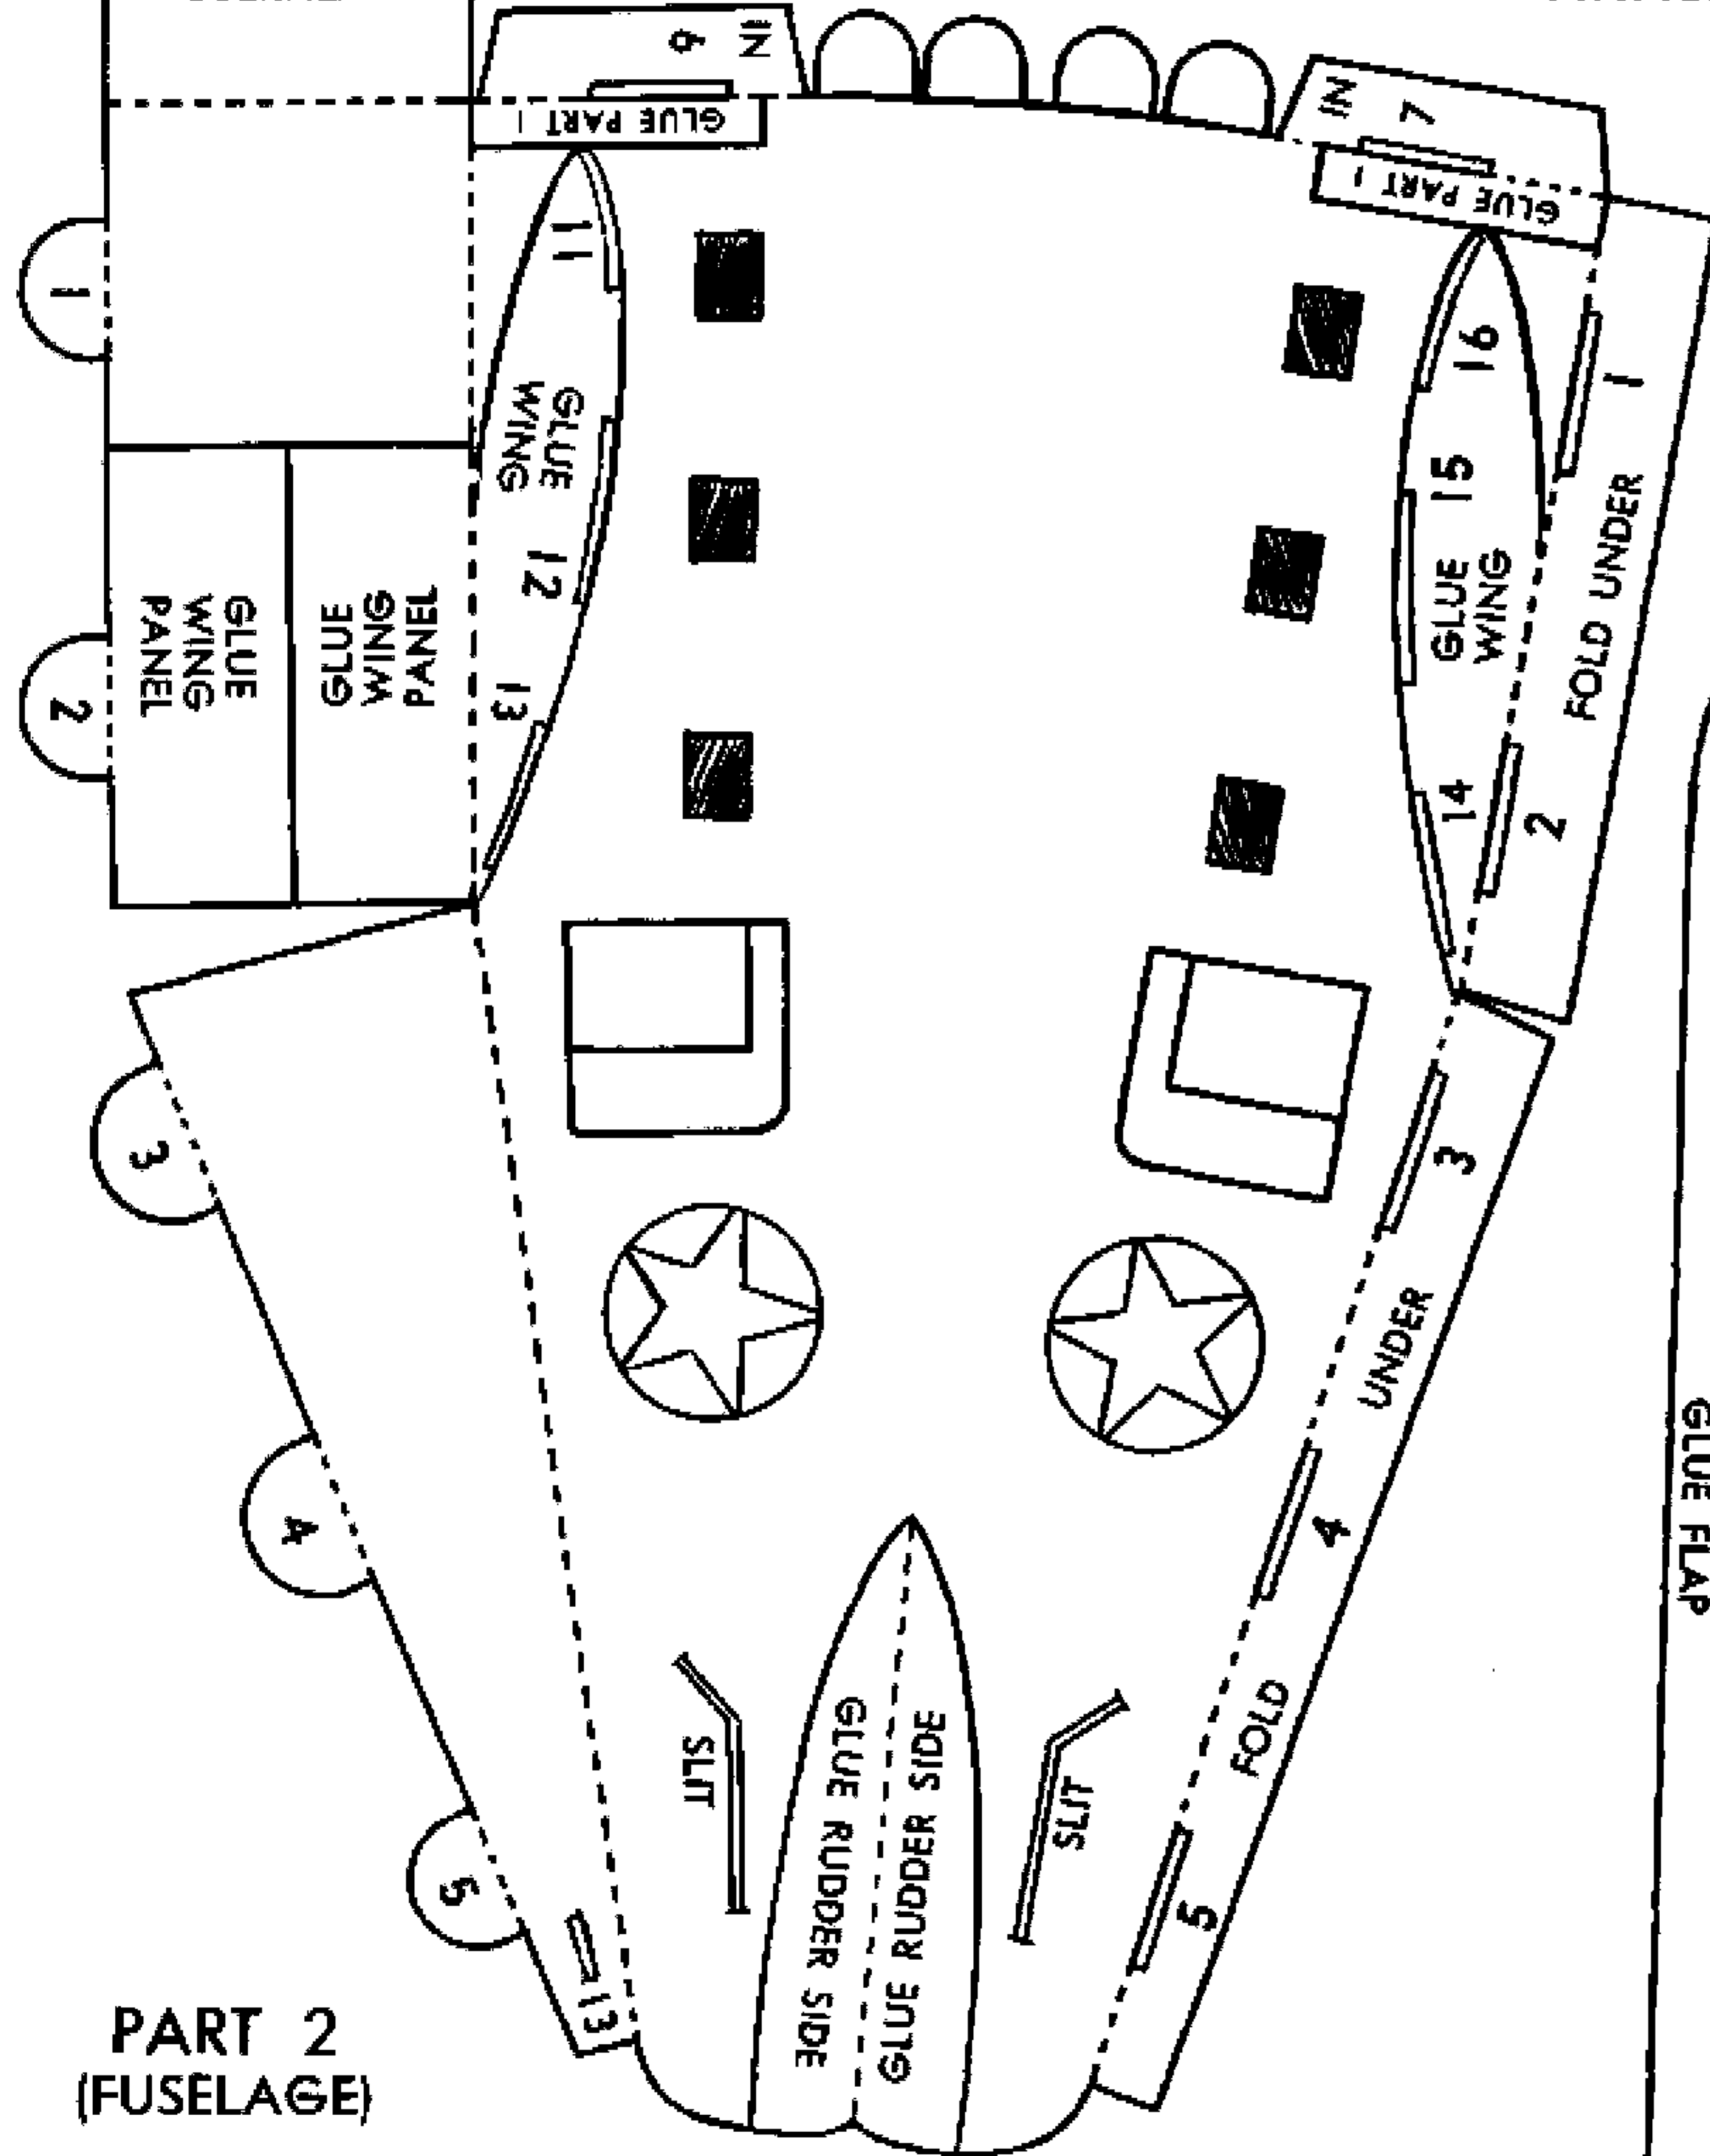 6
IN
GLUE PART 1
IN
7
GLUE PART 1
1
11
16
1
GLUE
WING
15
GLUE
WING
FOLD UNDER
12
GLUE
WING
PANEL
GLUE
WING
PANEL
2
13
14
2
3
3
UNDER
4
4
GLUE FLAP
FOLD
SLIT
SLIT
GLUE RUDDER SIDE
GLUE RUDDER SIDE
5
5
13
PART 2
(FUSELAGE)